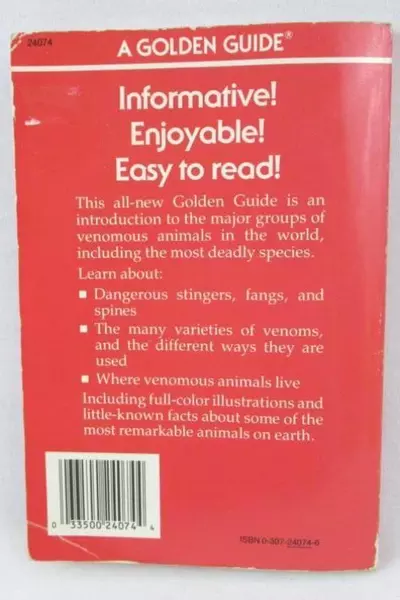 24074
A GOLDEN GUIDE®
Informative!
Enjoyable!
Easy to read!
This all-new Golden Guide is an
introduction to the major groups of
venomous animals in the world,
including the most deadly species.
Learn about:
■ Dangerous stingers, fangs, and
spines
■ The many varieties of venoms,
and the different ways they are
used
■ Where venomous animals live
Including full-color illustrations and
little-known facts about some of the
most remarkable animals on earth.
0 33500 24074 4
ISBN 0-307-24074-6